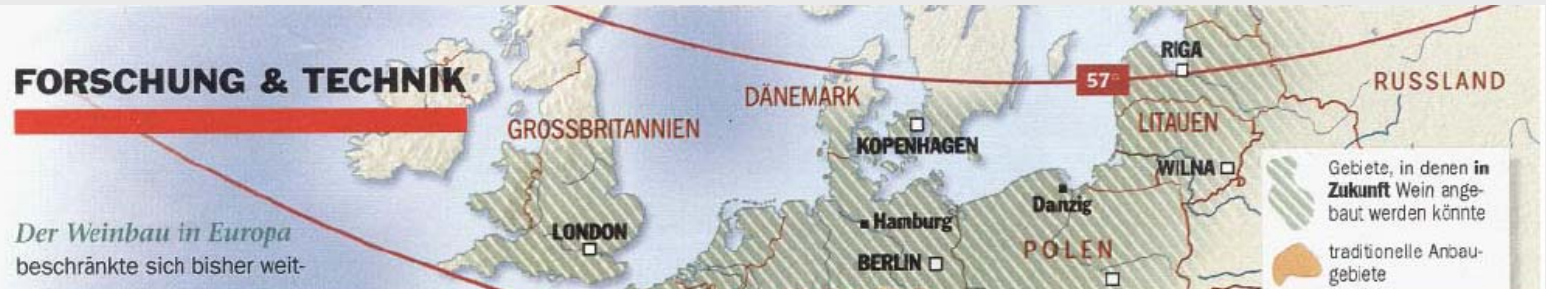 FORSCHUNG & TECHNIK
Der Weinbau in Europa
beschränkte sich bisher weit-
GROSSBRITANNIEN
LONDON
DÄNEMARK
KOPENHAGEN
Hamburg
BERLIN
Danzig
POLEN
57°
RIGA
LITAUEN
WILNA
RUSSLAND
Gebiete, in denen in
Zukunft Wein ange-
baut werden könnte
traditionelle Anbau-
gebiete